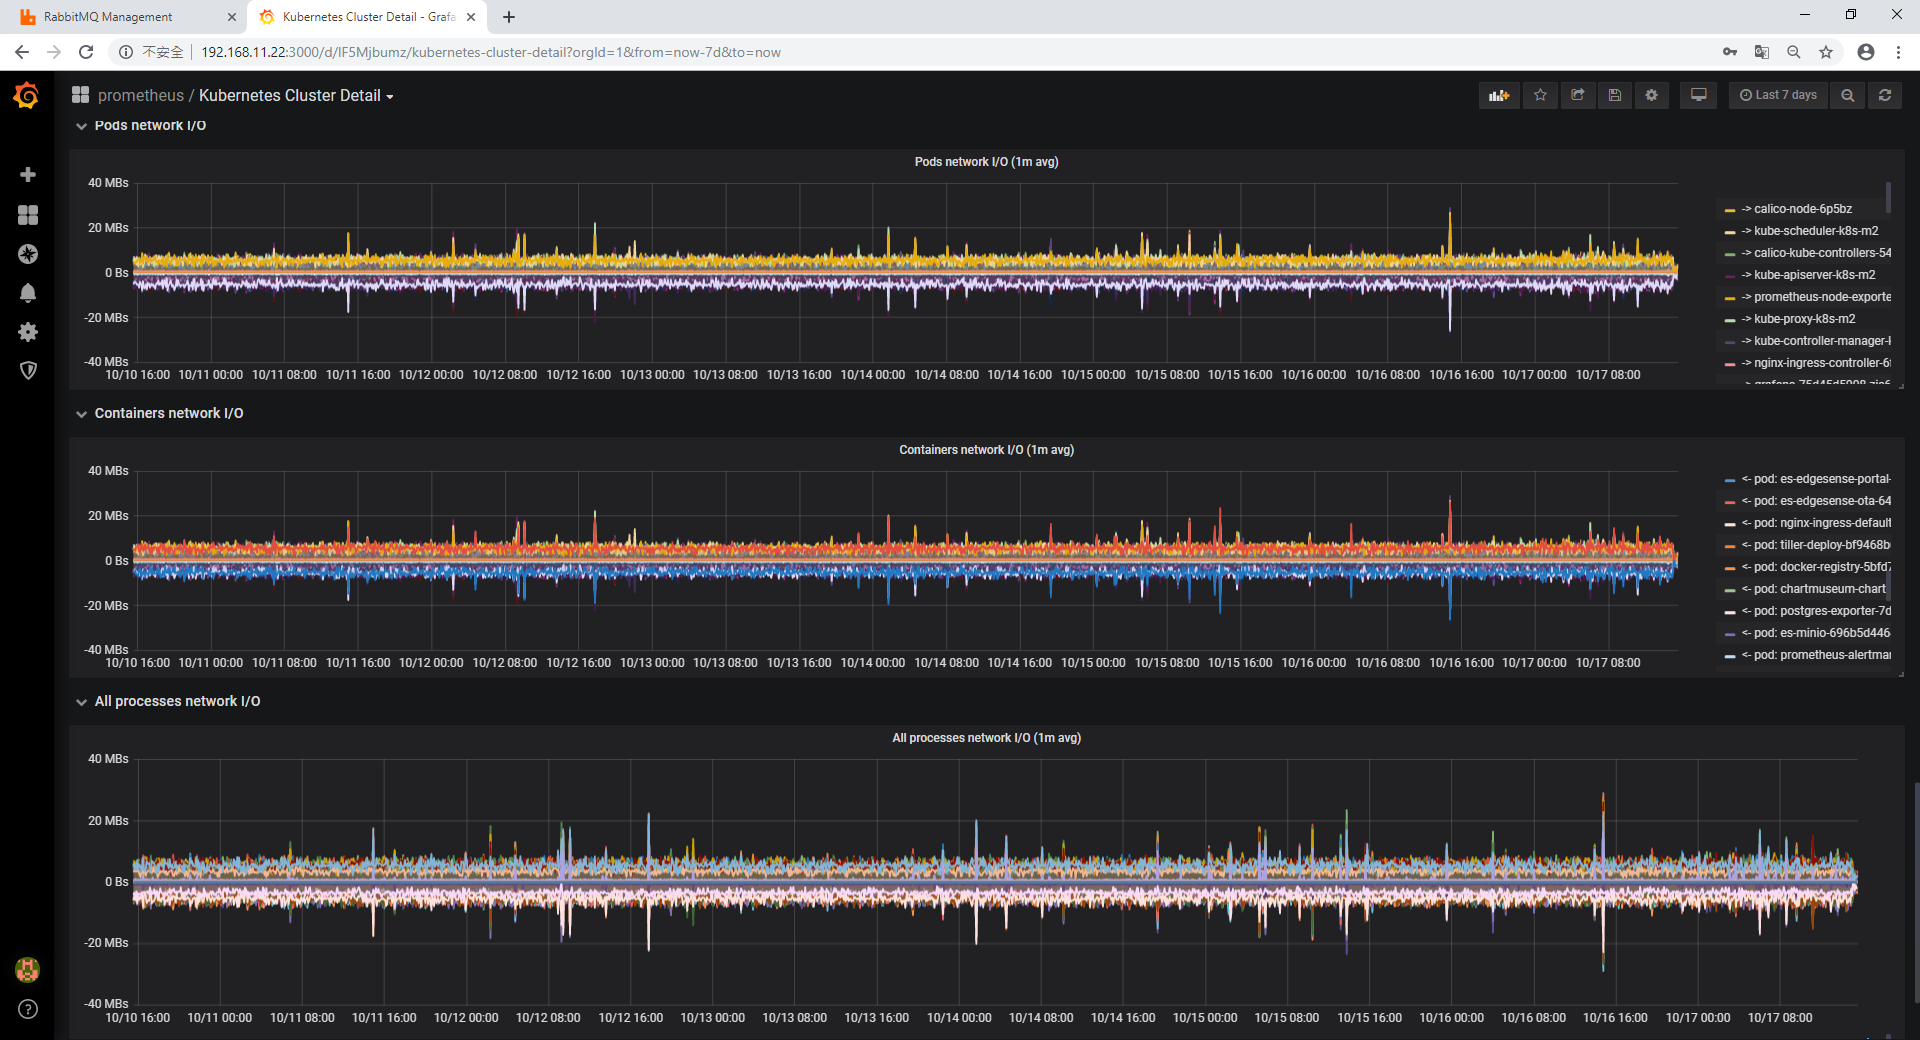 RabbitMQ Management
Kubernetes Cluster Detail - Grafa
不安全 192.168.11.22:3000/d/IF5Mjbumz/kubernetes-cluster-detail?orgId=1&from=now-7d&to=now
prometheus / Kubernetes Cluster Detail
Last 7 days
Pods network I/O
Pods network I/O (1m avg)
40 MBs
20 MBs
0 Bs
-20 MBs
-40 MBs
10/10 16:00 10/11 00:00 10/11 08:00 10/11 16:00 10/12 00:00 10/12 08:00 10/12 16:00 10/13 00:00 10/13 08:00 10/13 16:00 10/14 00:00 10/14 08:00 10/14 16:00 10/15 00:00 10/15 08:00 10/15 16:00 10/16 00:00 10/16 08:00 10/16 16:00 10/17 00:00 10/17 08:00
-> calico-node-6p5bz
-> kube-scheduler-k8s-m2
-> calico-kube-controllers-54
-> kube-apiserver-k8s-m2
-> prometheus-node-exporte
-> kube-proxy-k8s-m2
-> kube-controller-manager-k
-> nginx-ingress-controller-6f
Containers network I/O
Containers network I/O (1m avg)
40 MBs
20 MBs
0 Bs
-20 MBs
-40 MBs
10/10 16:00 10/11 00:00 10/11 08:00 10/11 16:00 10/12 00:00 10/12 08:00 10/12 16:00 10/13 00:00 10/13 08:00 10/13 16:00 10/14 00:00 10/14 08:00 10/14 16:00 10/15 00:00 10/15 08:00 10/15 16:00 10/16 00:00 10/16 08:00 10/16 16:00 10/17 00:00 10/17 08:00
<- pod: es-edgesense-portal-
<- pod: es-edgesense-ota-64
<- pod: nginx-ingress-default
<- pod: tiller-deploy-bf9468b
<- pod: docker-registry-5bfd7
<- pod: chartmuseum-chart
<- pod: postgres-exporter-7d
<- pod: es-minio-696b5d446
<- pod: prometheus-alertmar
All processes network I/O
All processes network I/O (1m avg)
40 MBs
20 MBs
0 Bs
-20 MBs
-40 MBs
10/10 16:00 10/11 00:00 10/11 08:00 10/11 16:00 10/12 00:00 10/12 08:00 10/12 16:00 10/13 00:00 10/13 08:00 10/13 16:00 10/14 00:00 10/14 08:00 10/14 16:00 10/15 00:00 10/15 08:00 10/15 16:00 10/16 00:00 10/16 08:00 10/16 16:00 10/17 00:00 10/17 08:00